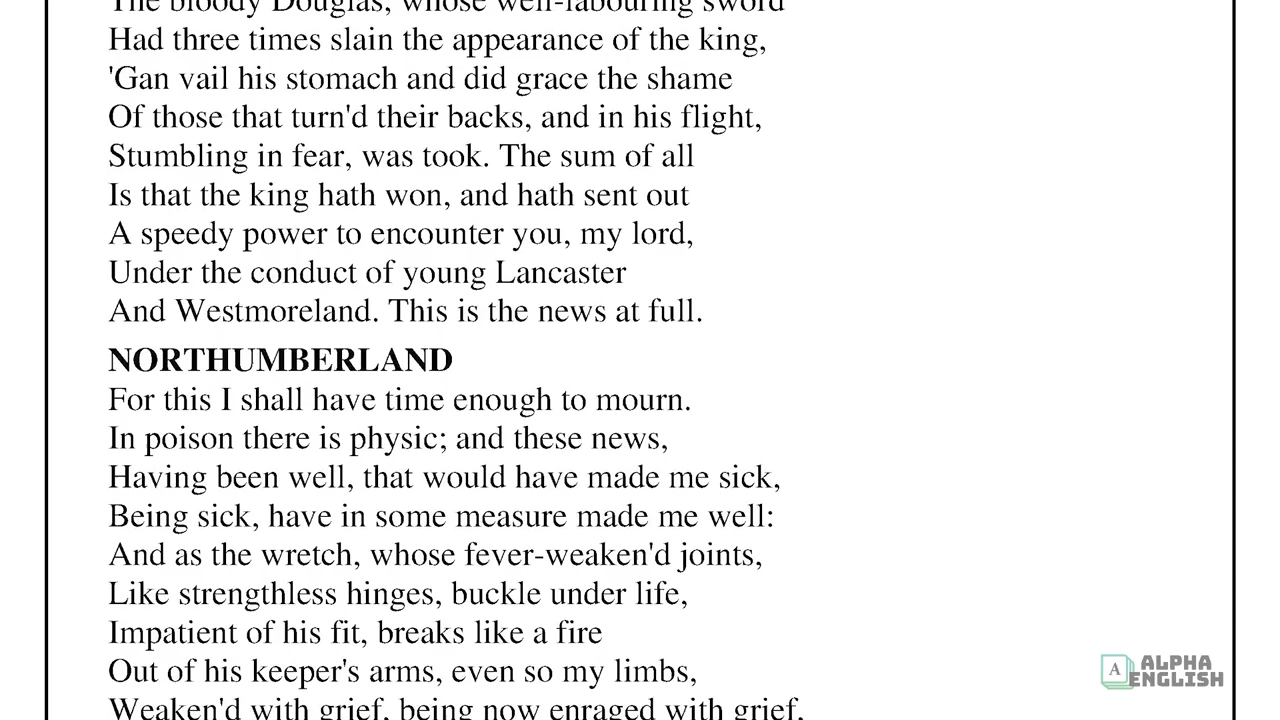 The bloody Douglas, whose well-labouring sword
Had three times slain the appearance of the king,
'Gan vail his stomach and did grace the shame
Of those that turn'd their backs, and in his flight,
Stumbling in fear, was took. The sum of all
Is that the king hath won, and hath sent out
A speedy power to encounter you, my lord,
Under the conduct of young Lancaster
And Westmoreland. This is the news at full.
NORTHUMBERLAND
For this I shall have time enough to mourn.
In poison there is physic; and these news,
Having been well, that would have made me sick,
Being sick, have in some measure made me well:
And as the wretch, whose fever-weaken'd joints,
Like strengthless hinges, buckle under life,
Impatient of his fit, breaks like a fire
Out of his keeper's arms, even so my limbs,
Weaken'd with grief, being now enraged with grief,
A ALPHA
ENGLISH